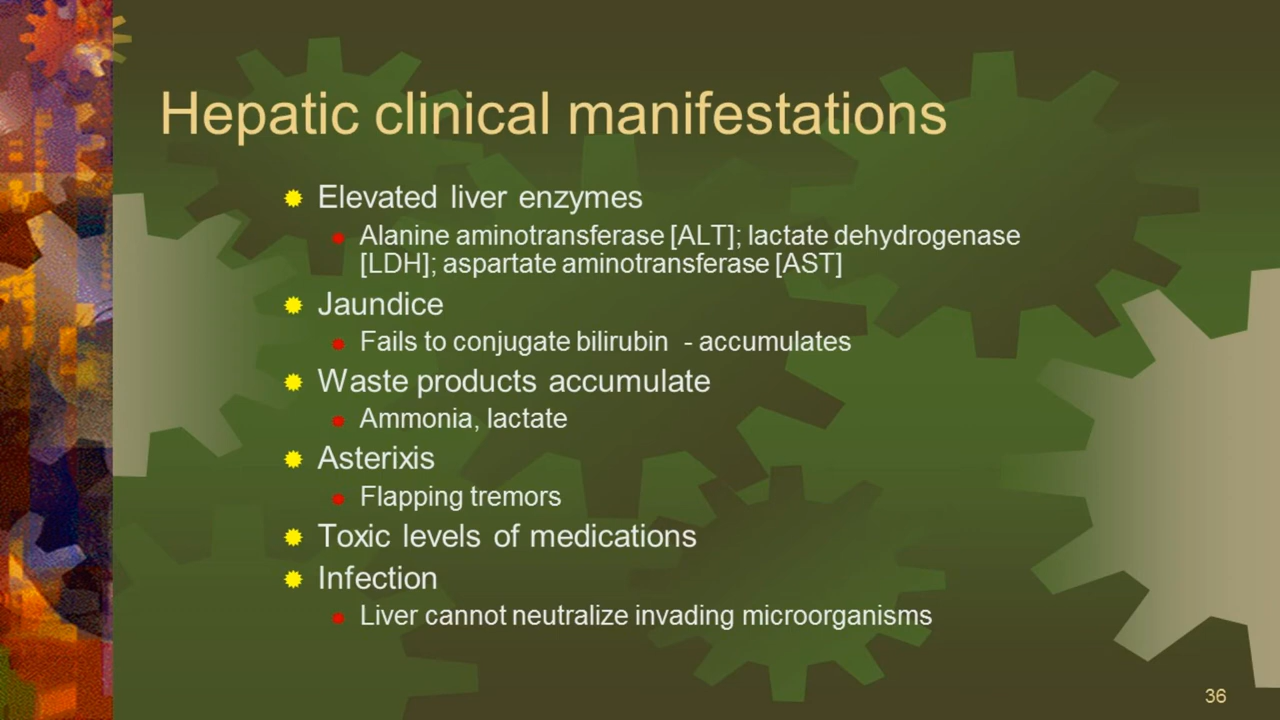 Hepatic clinical manifestations
Elevated liver enzymes
Alanine aminotransferase [ALT]; lactate dehydrogenase
[LDH]; aspartate aminotransferase [AST]
Jaundice
Fails to conjugate bilirubin - accumulates
Waste products accumulate
Ammonia, lactate
Asterixis
Flapping tremors
Toxic levels of medications
Infection
Liver cannot neutralize invading microorganisms
36